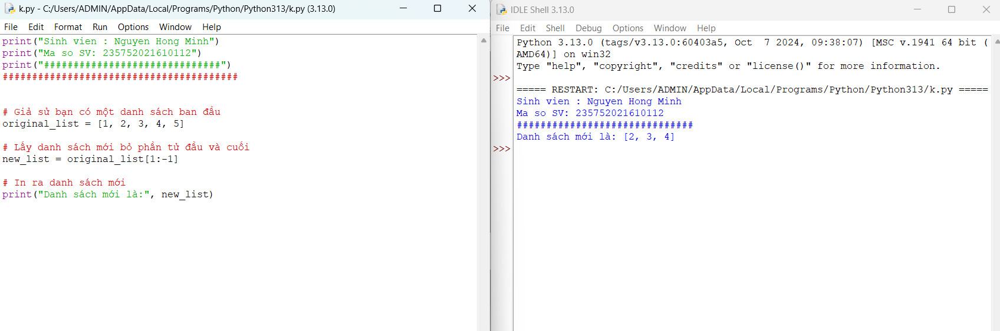 k.py - C:/Users/ADMIN/AppData/Local/Programs/Python/Python313/k.py (3.13.0)
File Edit Format Run Options Window Help
print("Sinh vien : Nguyen Hong Minh")
print("Ma so SV: 235752021610112")
print("##############################")
########################################
# Giả sử bạn có một danh sách ban đầu
original_list = [1, 2, 3, 4, 5]
# Lấy danh sách mới bỏ phần tử đầu và cuối
new_list = original_list[1:-1]
# In ra danh sách mới
print("Danh sách mới là:", new_list)
IDLE Shell 3.13.0
File Edit Shell Debug Options Window Help
Python 3.13.0 (tags/v3.13.0:60403a5, Oct  7 2024, 09:38:07) [MSC v.1941 64 bit (
AMD64)] on win32
Type "help", "copyright", "credits" or "license()" for more information.
>>>
===== RESTART: C:/Users/ADMIN/AppData/Local/Programs/Python/Python313/k.py =====
Sinh vien : Nguyen Hong Minh
Ma so SV: 235752021610112
##############################
Danh sách mới là: [2, 3, 4]
>>>